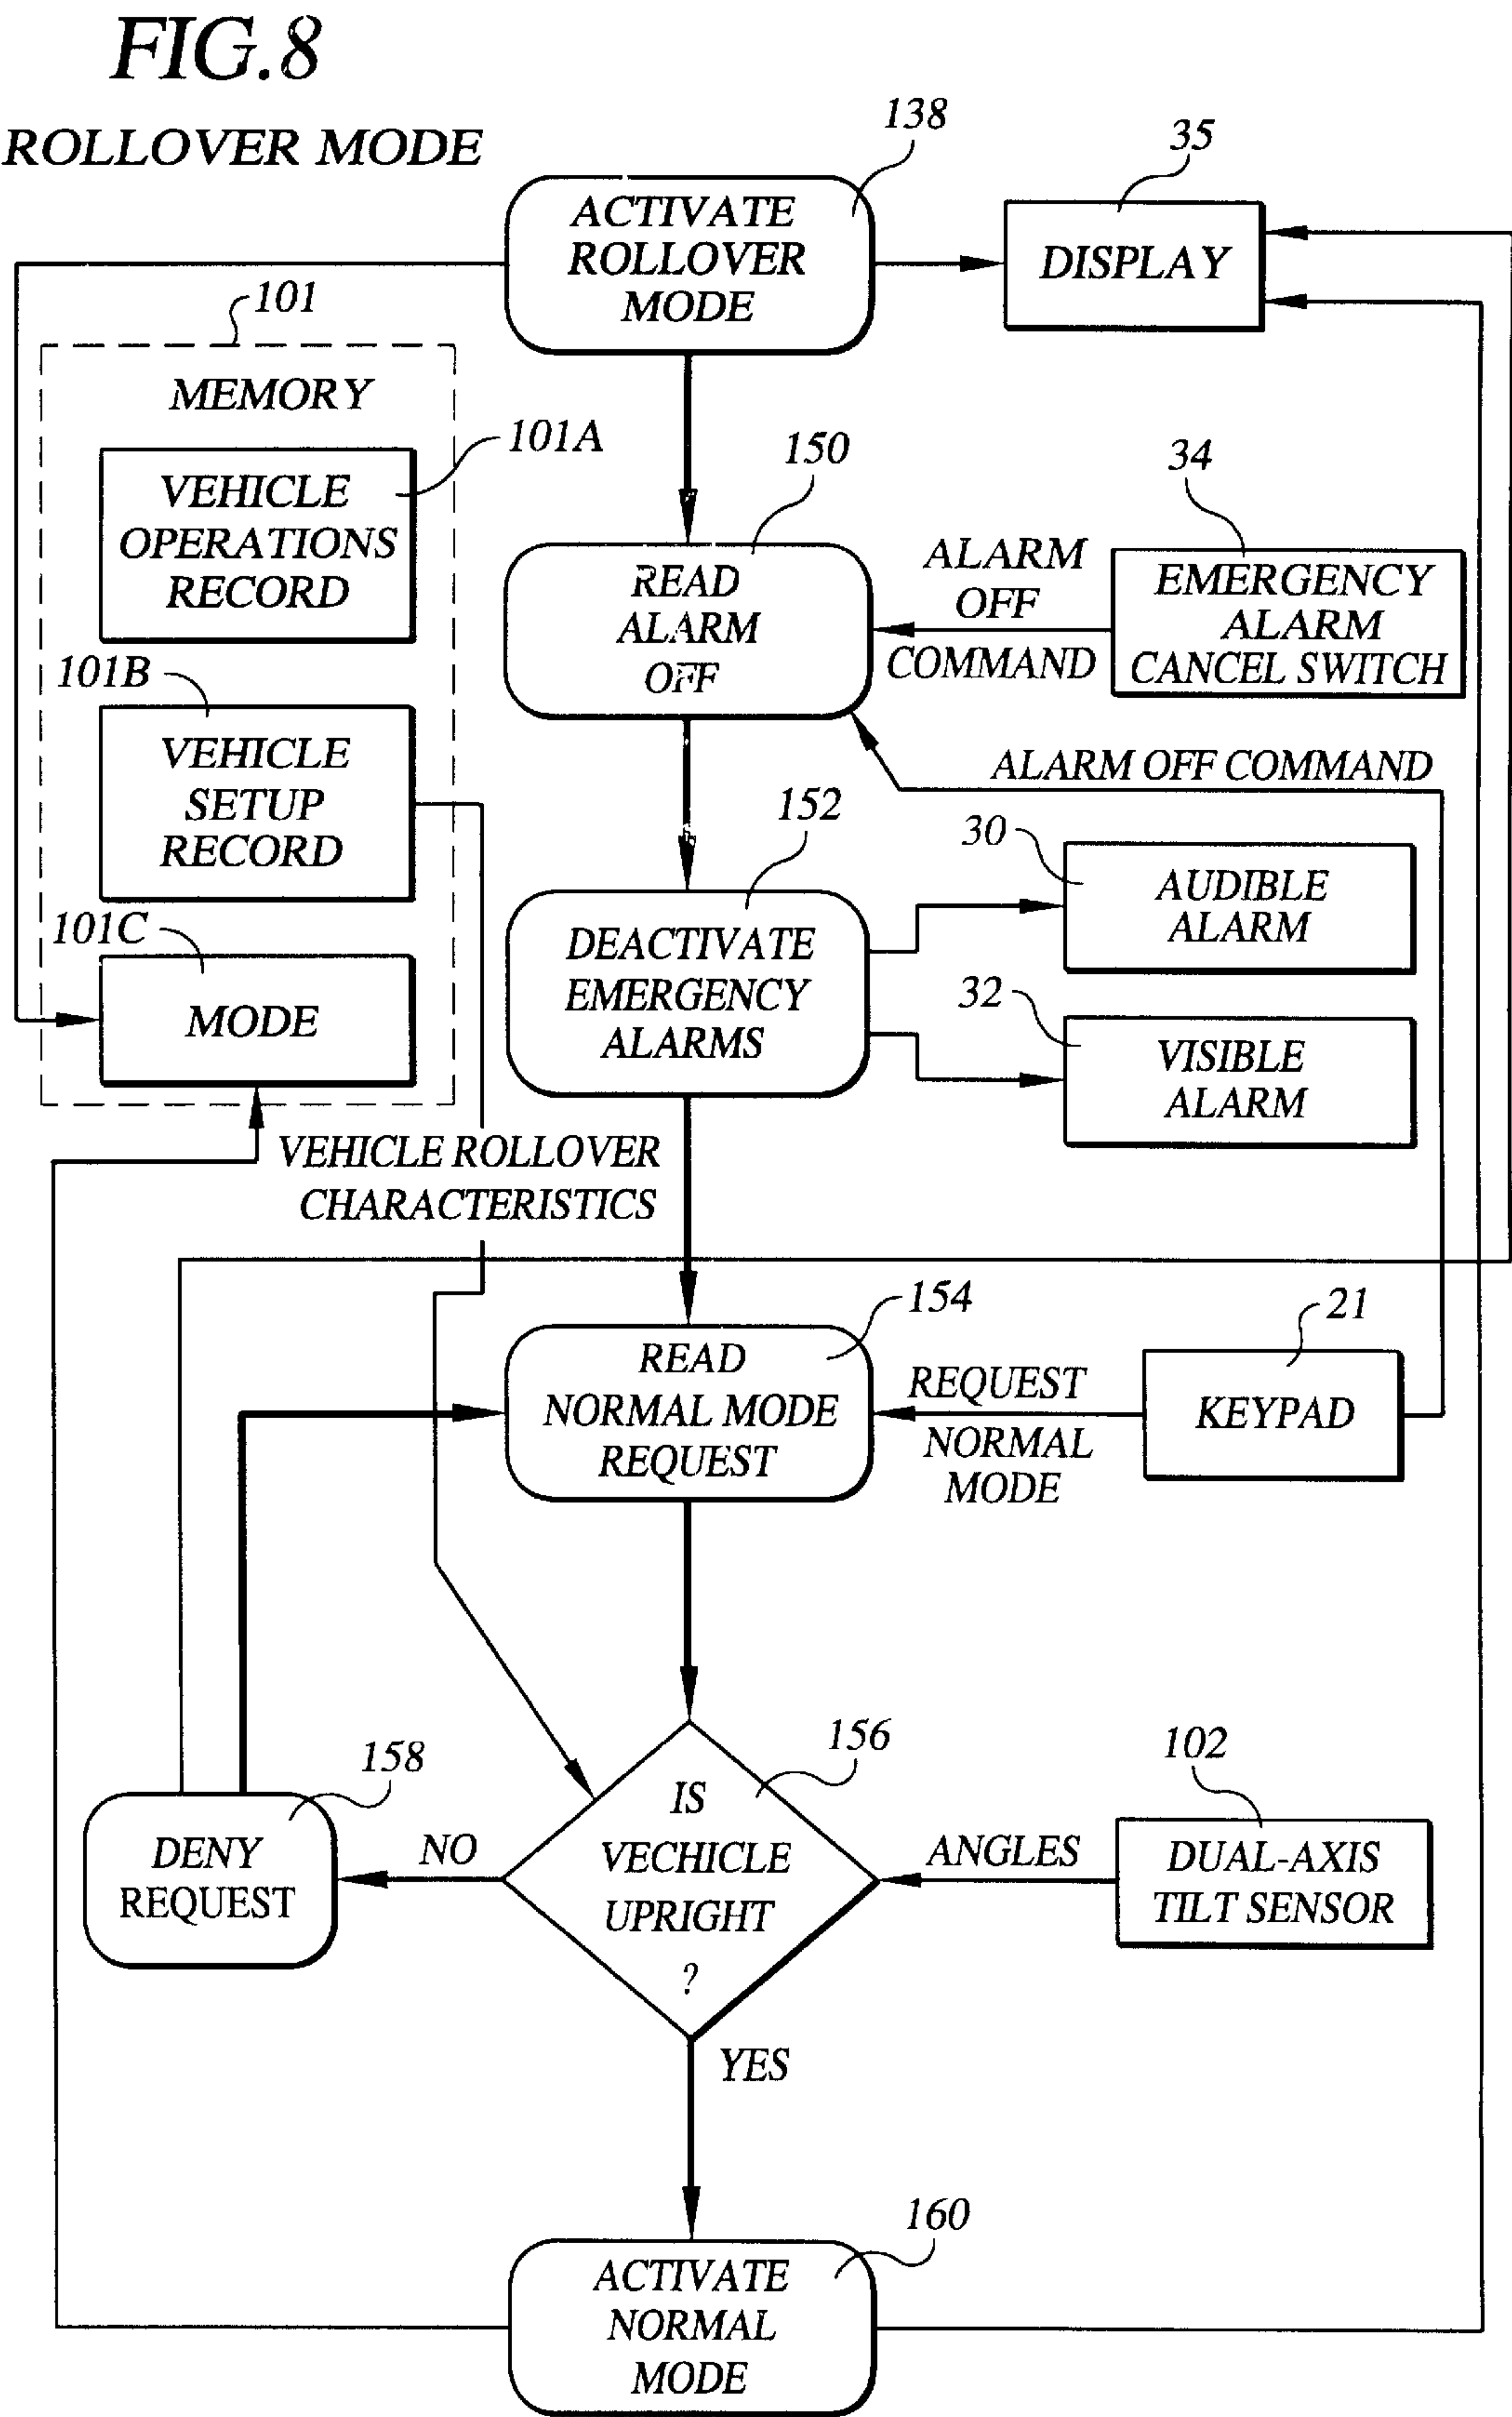 FIG.8
ROLLOVER MODE
138
ACTIVATE
ROLLOVER
MODE
35
DISPLAY
101
MEMORY
101A
VEHICLE
OPERATIONS
RECORD
101B
VEHICLE
SETUP
RECORD
101C
MODE
150
READ
ALARM
OFF
ALARM
OFF
COMMAND
34
EMERGENCY
ALARM
CANCEL SWITCH
ALARM OFF COMMAND
152
DEACTIVATE
EMERGENCY
ALARMS
30
AUDIBLE
ALARM
32
VISIBLE
ALARM
VEHICLE ROLLOVER
CHARACTERISTICS
154
READ
NORMAL MODE
REQUEST
REQUEST
NORMAL
MODE
21
KEYPAD
156
IS
VECHICLE
UPRIGHT
?
158
DENY
REQUEST
NO
ANGLES
102
DUAL-AXIS
TILT SENSOR
YES
160
ACTIVATE
NORMAL
MODE